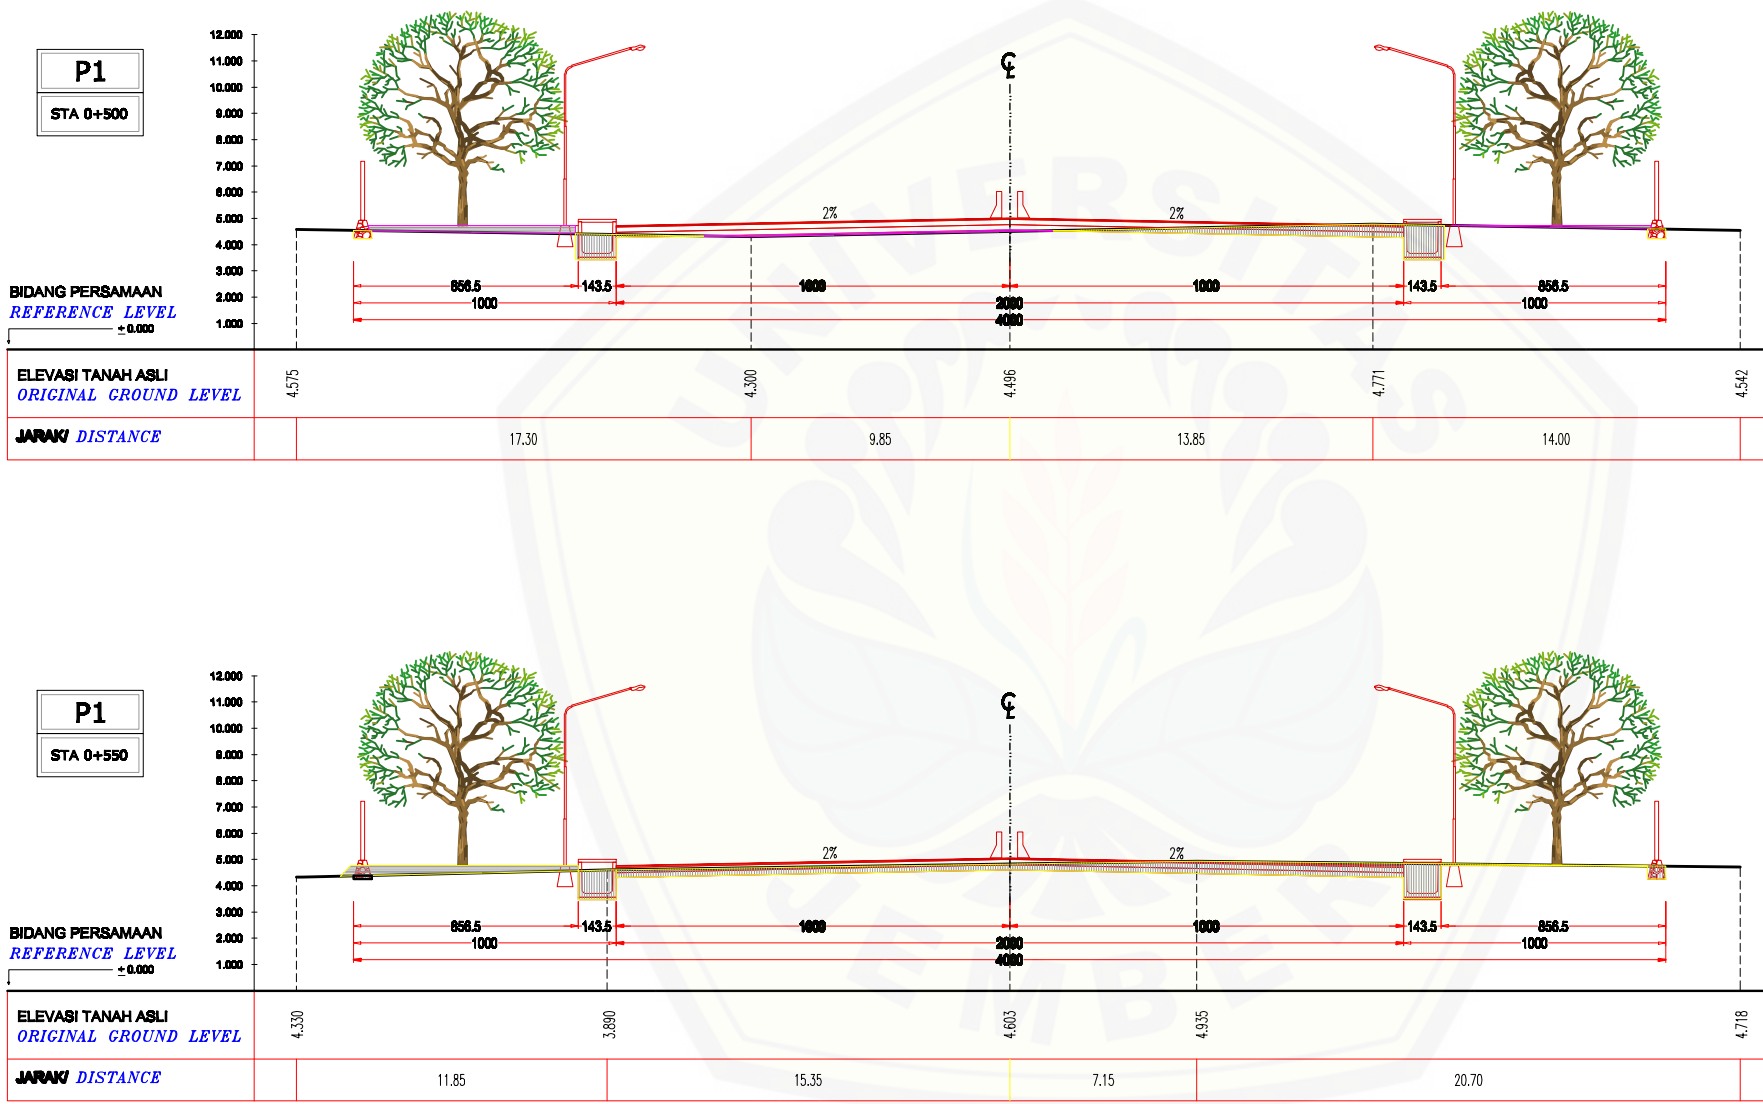 P1
STA 0+500
12.000
11.000
10.000
9.000
8.000
7.000
6.000
5.000
4.000
3.000
2.000
1.000
℄
2% 2%
856.5 143.5 1000 1000 143.5 856.5
1000 2000 1000
4000
BIDANG PERSAMAAN
REFERENCE LEVEL
± 0.000
ELEVASI TANAH ASLI
ORIGINAL GROUND LEVEL
4.575 4.300 4.496 4.771 4.542
JARAK/ DISTANCE
17.30 9.85 13.85 14.00
P1
STA 0+550
12.000
11.000
10.000
9.000
8.000
7.000
6.000
5.000
4.000
3.000
2.000
1.000
℄
2% 2%
856.5 143.5 1000 1000 143.5 856.5
1000 2000 1000
4000
BIDANG PERSAMAAN
REFERENCE LEVEL
± 0.000
ELEVASI TANAH ASLI
ORIGINAL GROUND LEVEL
4.330 3.890 4.603 4.935 4.718
JARAK/ DISTANCE
11.85 15.35 7.15 20.70
UNIVERSITAS
JEMBER